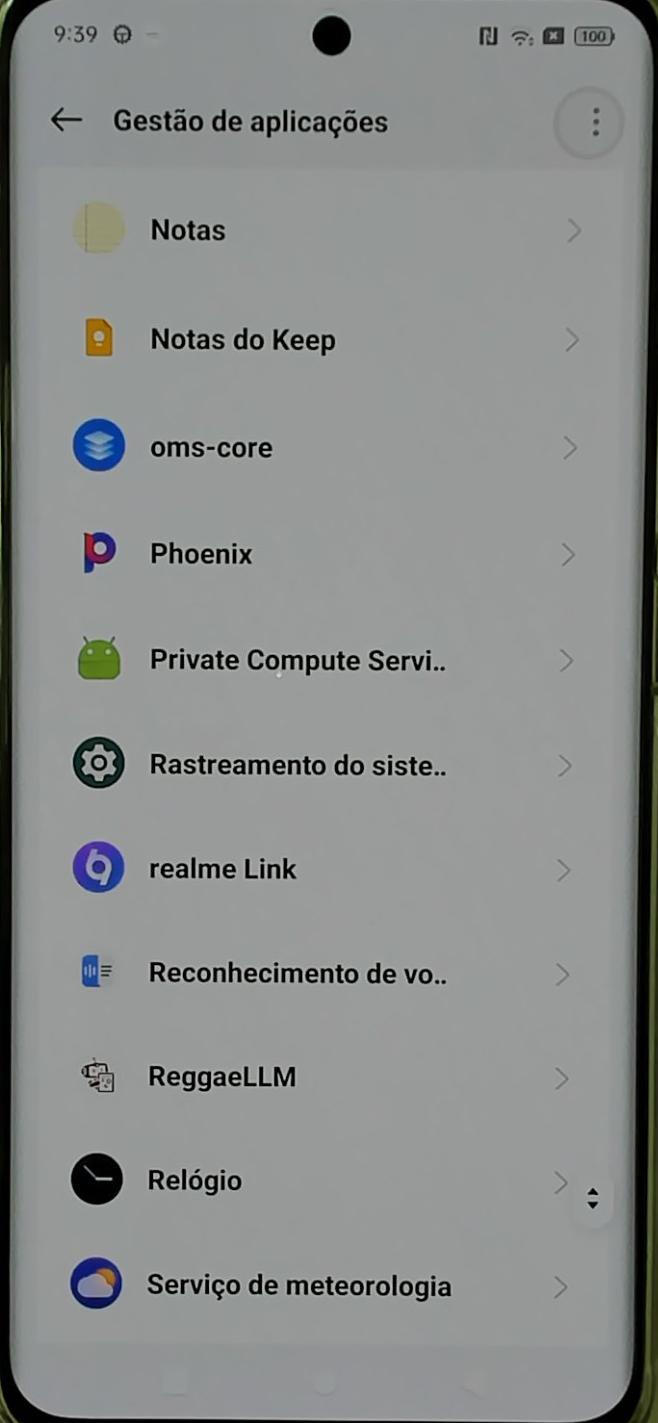 9:39
100
Gestão de aplicações
Notas
Notas do Keep
oms-core
Phoenix
Private Compute Servi..
Rastreamento do siste..
realme Link
Reconhecimento de vo..
ReggaeLLM
Relógio
Serviço de meteorologia